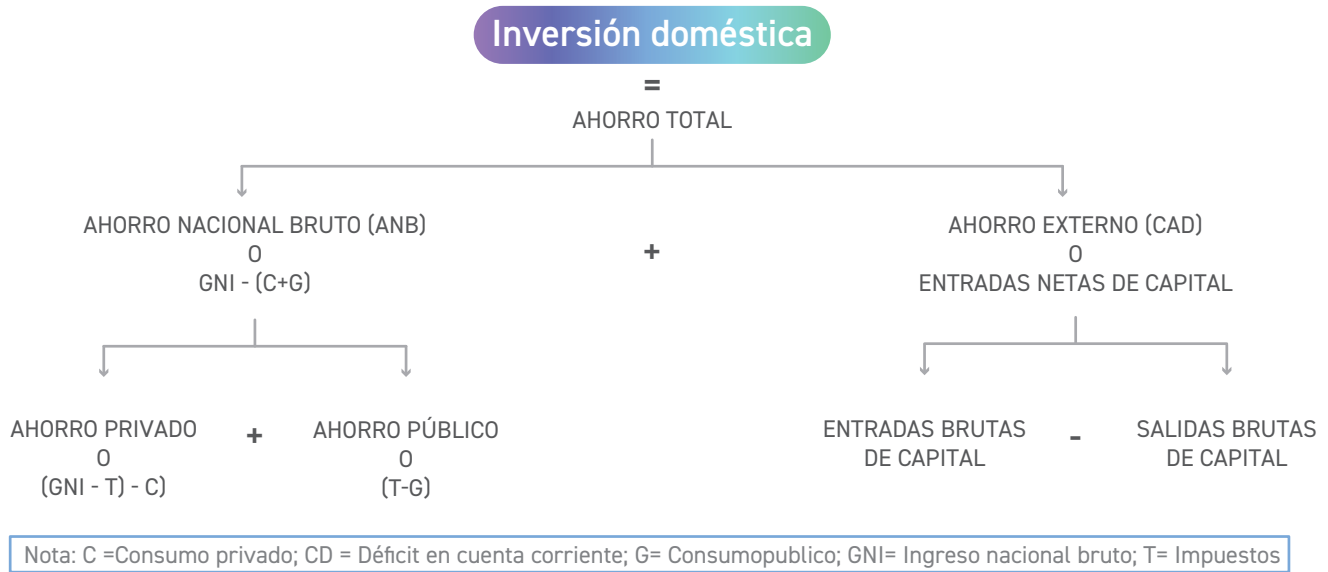 Inversión doméstica
=
AHORRO TOTAL
AHORRO NACIONAL BRUTO (ANB)
O
GNI - (C+G)
+
AHORRO EXTERNO (CAD)
O
ENTRADAS NETAS DE CAPITAL
AHORRO PRIVADO
O
(GNI - T) - C)
+
AHORRO PÚBLICO
O
(T-G)
ENTRADAS BRUTAS
DE CAPITAL
-
SALIDAS BRUTAS
DE CAPITAL
Nota: C =Consumo privado; CD = Déficit en cuenta corriente; G= Consumopublico; GNI= Ingreso nacional bruto; T= Impuestos